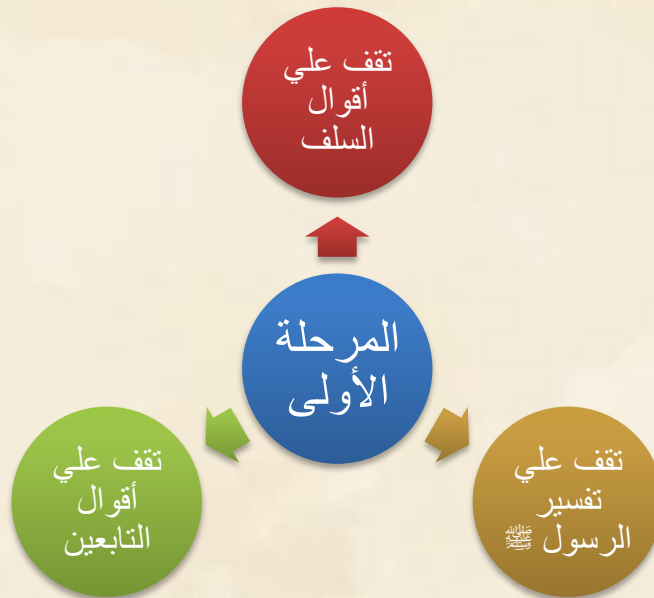 تقف علي
أقوال
السلف
المرحلة
الأولى
تقف علي
تفسير
الرسول ﷺ
تقف علي
أقوال
التابعين